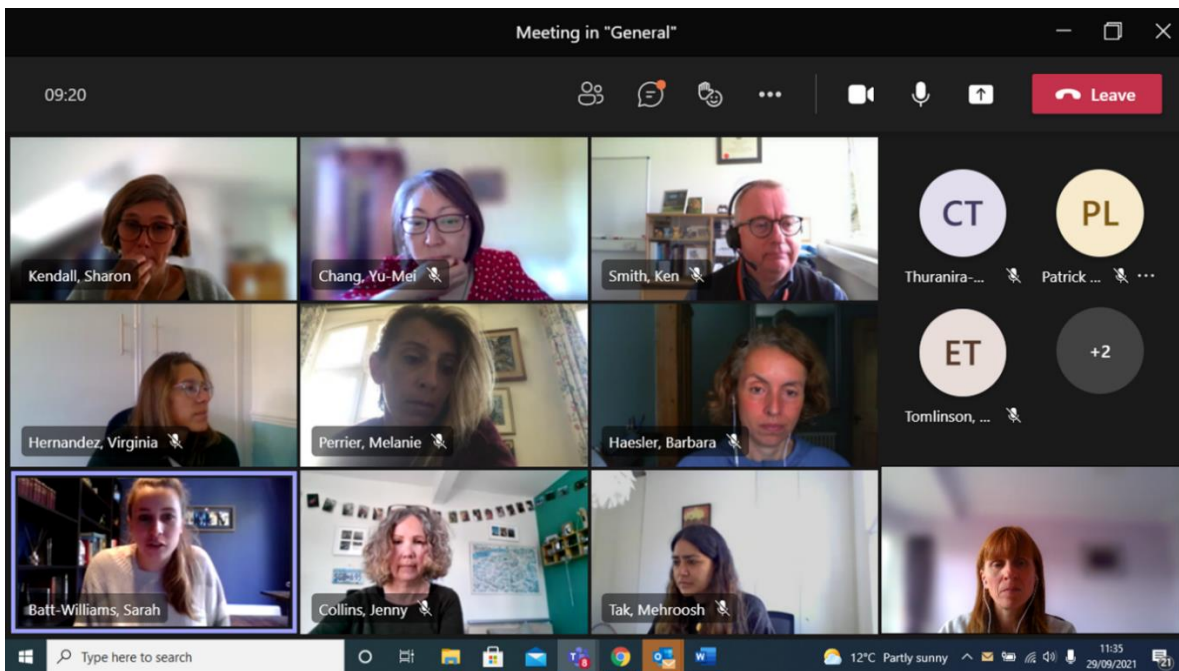 Meeting in "General"
09:20
Leave
Kendall, Sharon
Chang, Yu-Mei
Smith, Ken
CT
PL
Thuranira-...
Patrick ...
Hernandez, Virginia
Perrier, Melanie
Haesler, Barbara
ET
+2
Tomlinson, ...
Batt-Williams, Sarah
Collins, Jenny
Tak, Mehroosh
Type here to search
8
12°C Partly sunny
11:35
29/09/2021
21